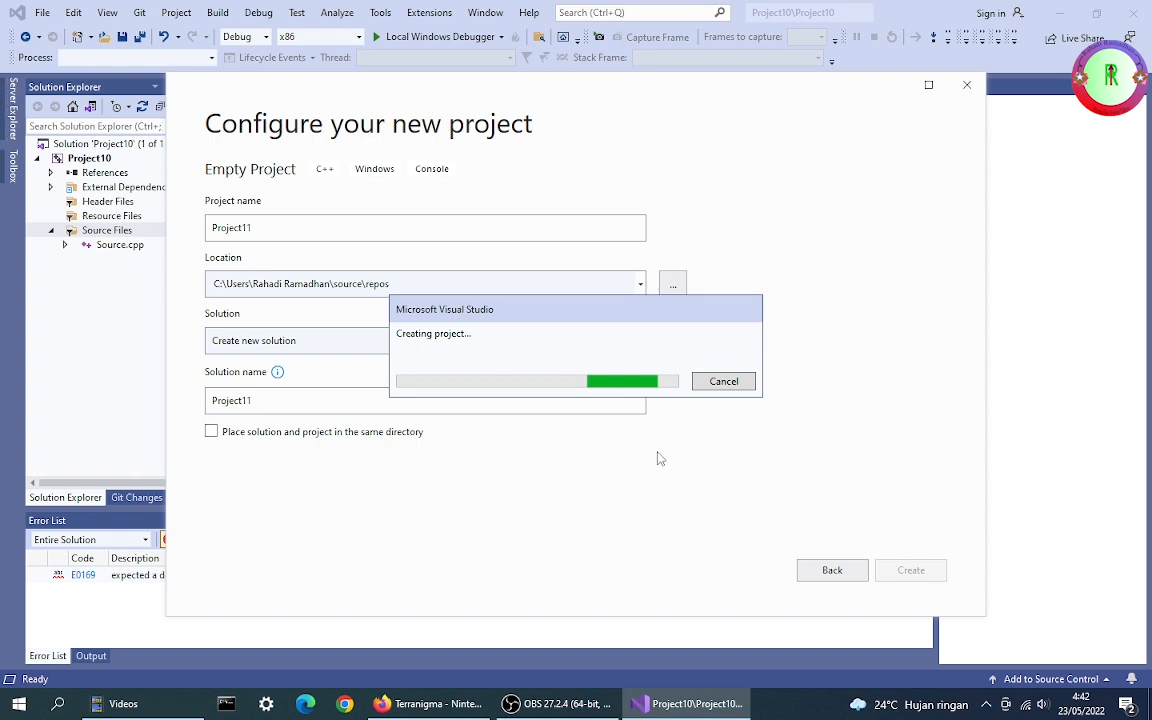 File Edit View Git Project Build Debug Test Analyze Tools Extensions Window Help Search (Ctrl+Q) Project10\Project10 Sign in
Debug x86 Local Windows Debugger Capture Frame Frames to capture: Live Share
Process: Lifecycle Events Thread: Stack Frame:
Server Explorer
Toolbox
Solution Explorer
Search Solution Explorer (Ctrl+;
Solution 'Project10' (1 of 1
Project10
References
External Dependenc
Header Files
Resource Files
Source Files
Source.cpp
Solution Explorer Git Changes
Configure your new project
Empty Project C++ Windows Console
Project name
Project11
Location
C:\Users\Rahadi Ramadhan\source\repos
...
Solution
Create new solution
Solution name
Project11
Place solution and project in the same directory
Microsoft Visual Studio
Creating project...
Cancel
Back Create
Error List
Entire Solution
Code Description
E0169 expected a d
Error List Output
Ready Add to Source Control
Videos Terranigma - Ninte... OBS 27.2.4 (64-bit, ... Project10\Project10... 24°C Hujan ringan 4:42
23/05/2022
2
R